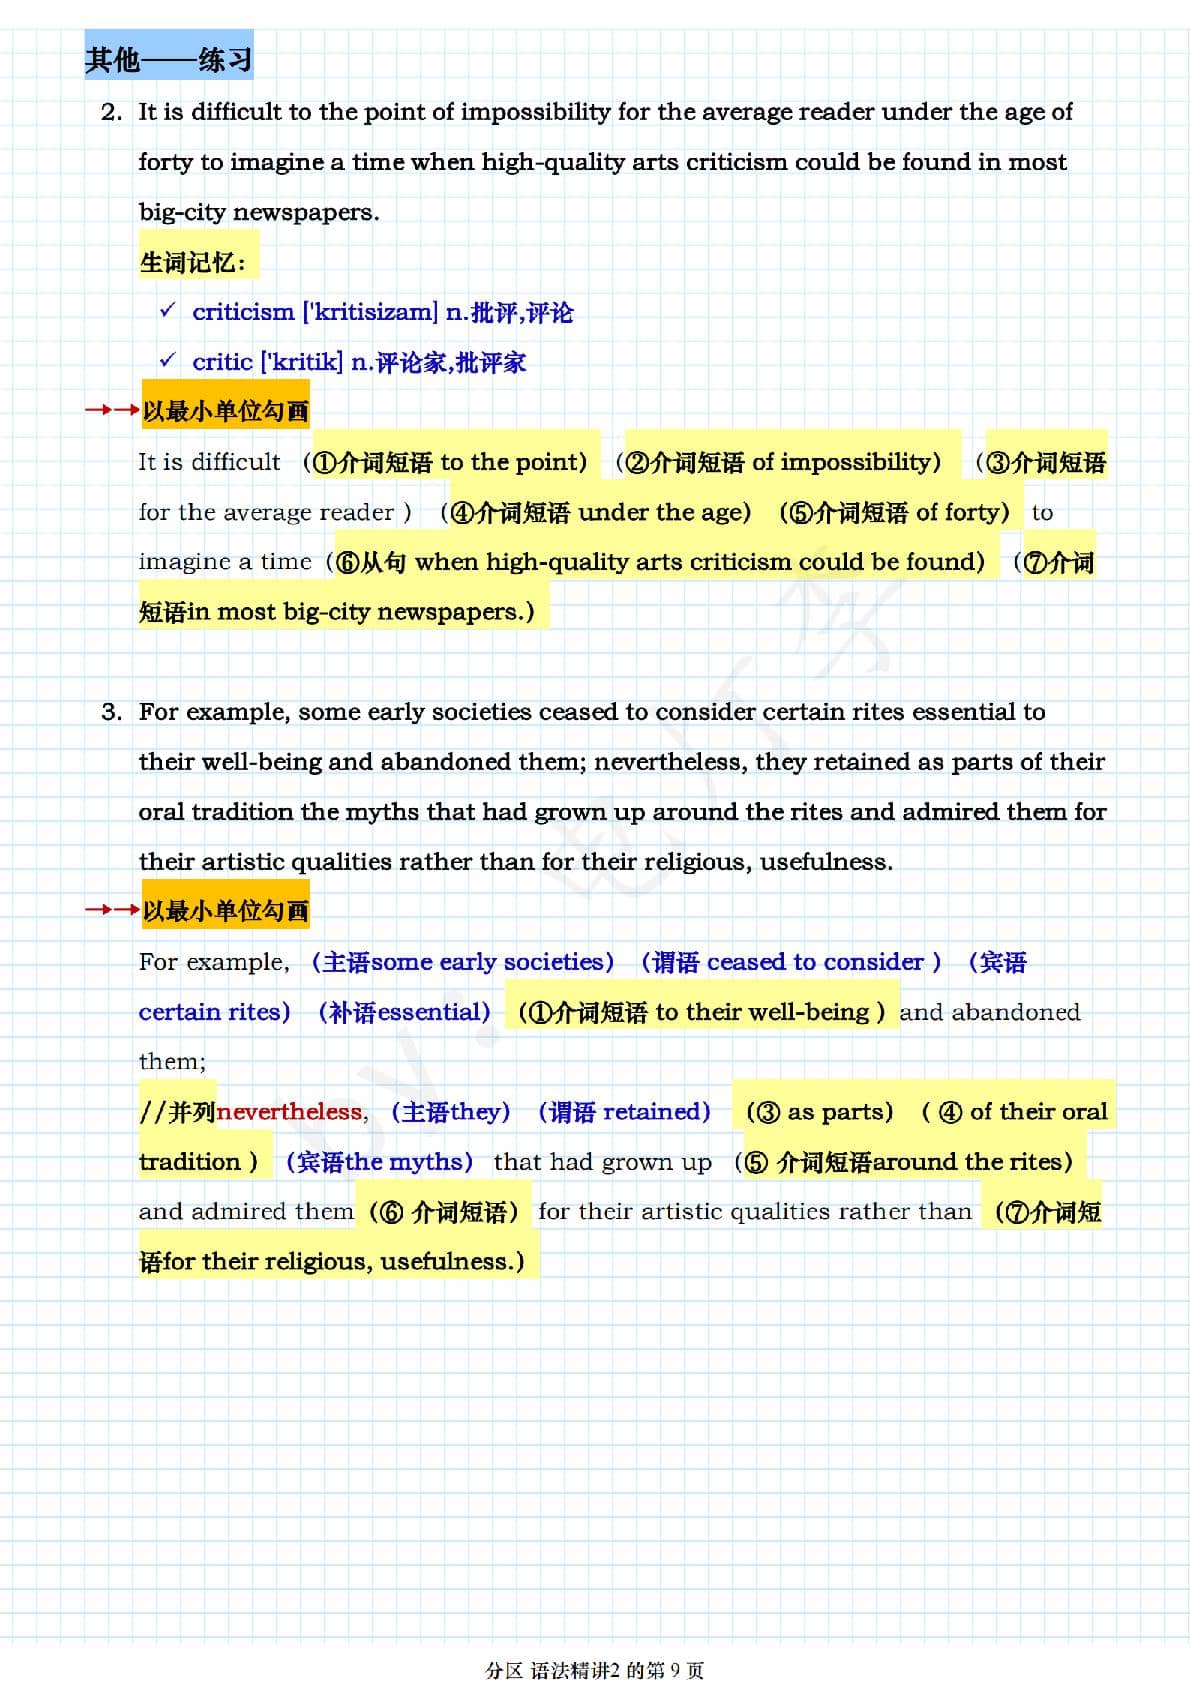 其他——练习
2. It is difficult to the point of impossibility for the average reader under the age of
forty to imagine a time when high-quality arts criticism could be found in most
big-city newspapers.
生词记忆：
✓ criticism ['kritisizam] n.批评,评论
✓ critic ['kritik] n.评论家,批评家
→→以最小单位勾画
It is difficult （①介词短语 to the point）（②介词短语 of impossibility）（③介词短语
for the average reader ）（④介词短语 under the age）（⑤介词短语 of forty） to
imagine a time（⑥从句 when high-quality arts criticism could be found）（⑦介词
短语in most big-city newspapers.）
3. For example, some early societies ceased to consider certain rites essential to
their well-being and abandoned them; nevertheless, they retained as parts of their
oral tradition the myths that had grown up around the rites and admired them for
their artistic qualities rather than for their religious, usefulness.
→→以最小单位勾画
For example, （主语some early societies）（谓语 ceased to consider ）（宾语
certain rites）（补语essential）（①介词短语 to their well-being ）and abandoned
them;
//并列nevertheless,（主语they）（谓语 retained）（③ as parts）（ ④ of their oral
tradition ）（宾语the myths） that had grown up （⑤ 介词短语around the rites）
and admired them（⑥ 介词短语） for their artistic qualities rather than （⑦介词短
语for their religious, usefulness.）
分区 语法精讲2 的第 9 页